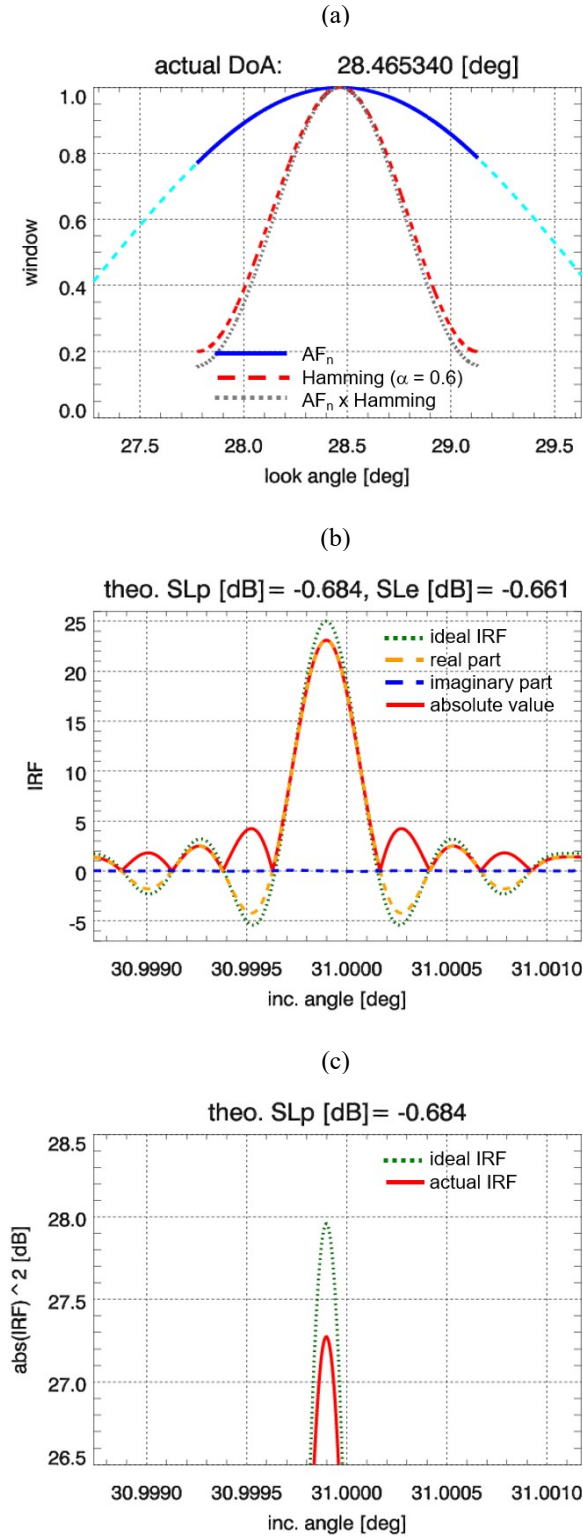 (a)
actual DoA: 28.465340 [deg]
1.0
0.8
0.6
0.4
0.2
0.0
window
AFn
Hamming (α = 0.6)
AFn x Hamming
27.5 28.0 28.5 29.0 29.5
look angle [deg]
(b)
theo. SLp [dB]= -0.684, SLe [dB]= -0.661
25
20
15
10
5
0
-5
IRF
ideal IRF
real part
imaginary part
absolute value
30.9990 30.9995 31.0000 31.0005 31.0010
inc. angle [deg]
(c)
theo. SLp [dB]= -0.684
28.5
28.0
27.5
27.0
26.5
abs(IRF)^2 [dB]
ideal IRF
actual IRF
30.9990 30.9995 31.0000 31.0005 31.0010
inc. angle [deg]